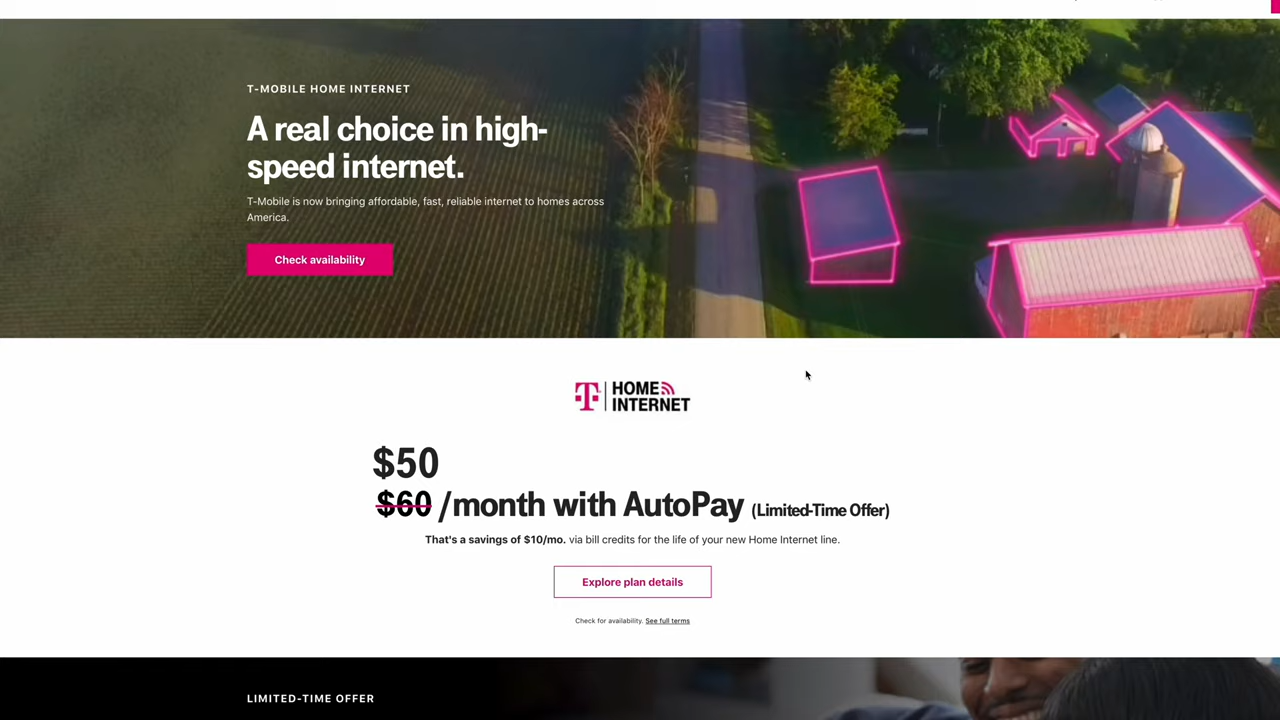 T-MOBILE HOME INTERNET
A real choice in high-
speed internet.
T-Mobile is now bringing affordable, fast, reliable internet to homes across
America.
Check availability
T HOME
INTERNET
$50
$60 /month with AutoPay (Limited-Time Offer)
That's a savings of $10/mo. via bill credits for the life of your new Home Internet line.
Explore plan details
Check for availability. See full terms
LIMITED-TIME OFFER